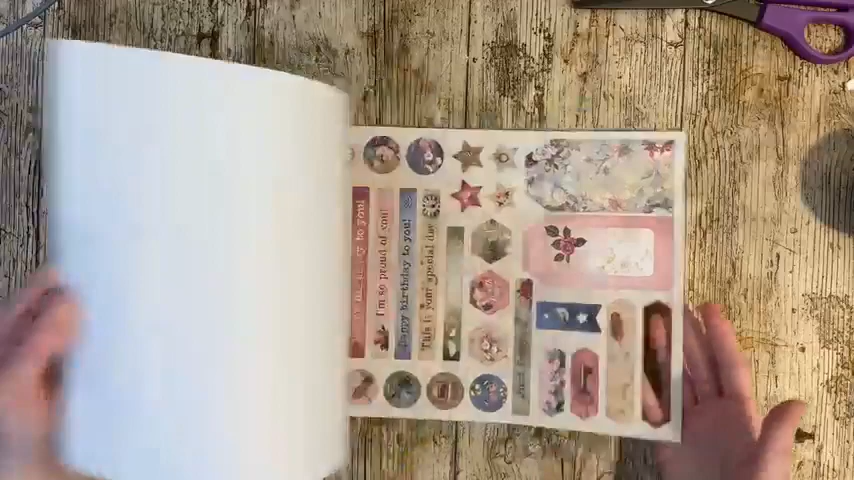 to you!
I'm so proud of you!
Happy birthday to you!
This is your special day